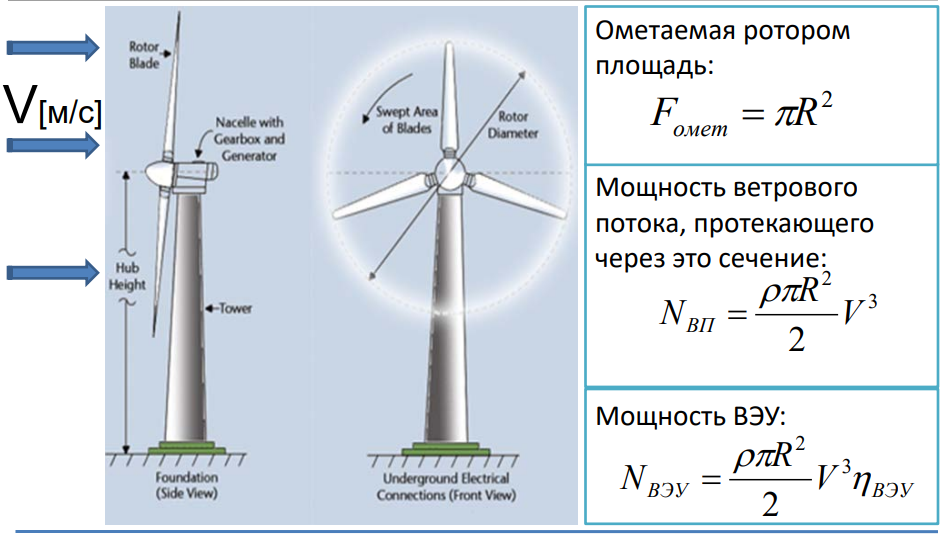 V[м/с]
Rotor
Blade
Nacelle with
Gearbox and
Generator
Hub
Height
Tower
Foundation
(Side View)
Swept Area
of Blades
Rotor
Diameter
Underground Electrical
Connections (Front View)
Ометаемая ротором
площадь:
F_омет = πR²
Мощность ветрового
потока, протекающего
через это сечение:
N_ВП = ρπR²/2 V³
Мощность ВЭУ:
N_ВЭУ = ρπR²/2 V³η_ВЭУ